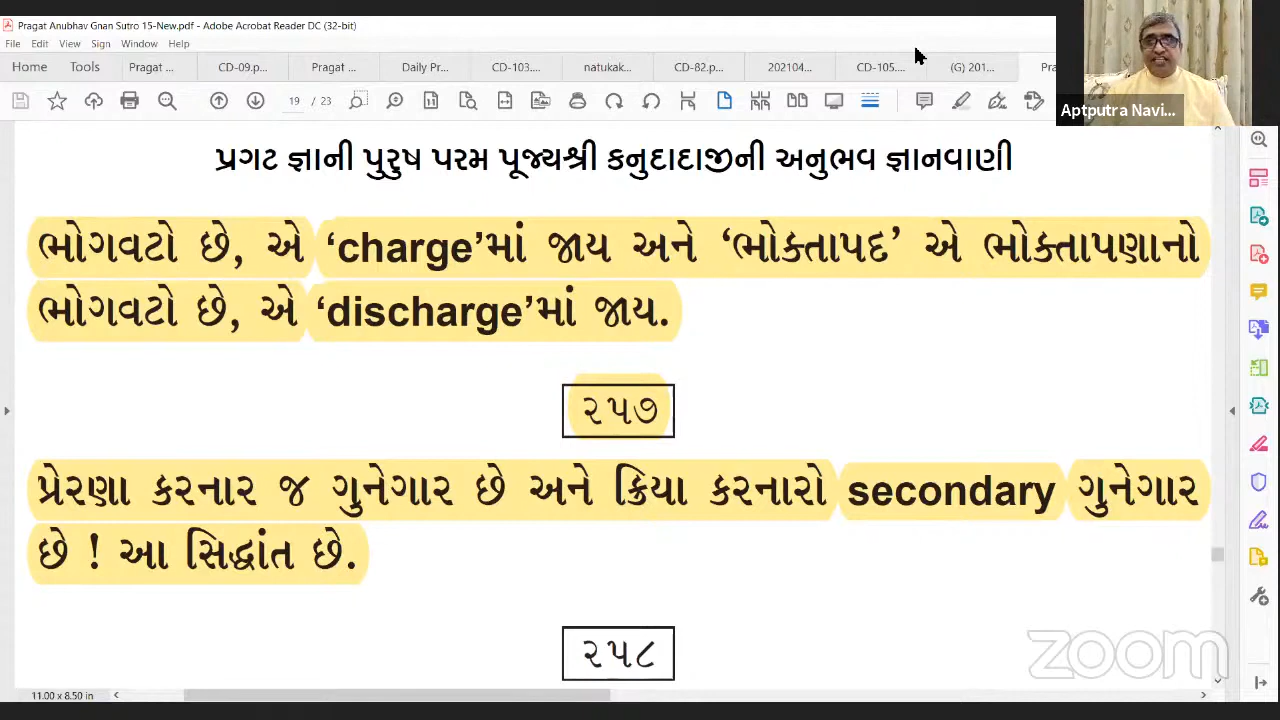 Pragat Anubhav Gnan Sutro 15-New.pdf - Adobe Acrobat Reader DC (32-bit)
File Edit View Sign Window Help
Home Tools Pragat ... CD-09.p... Pragat ... Daily Pr... CD-103.... natukak... CD-82.p... 202104... CD-105.... (G) 201... Pra
19 / 23
Aptputra Navi...
પ્રગટ જ્ઞાની પુરુષ પરમ પૂજ્યશ્રી કનુદાદાજીની અનુભવ જ્ઞાનવાણી
ભોગવટો છે, એ ‘charge’માં જાય અને ‘ભોક્તાપદ’ એ ભોક્તાપણાનો
ભોગવટો છે, એ ‘discharge’માં જાય.
૨૫૭
પ્રેરણા કરનાર જ ગુનેગાર છે અને ક્રિયા કરનારો secondary ગુનેગાર
છે ! આ સિદ્ધાંત છે.
૨૫૮
zoom
11.00 x 8.50 in